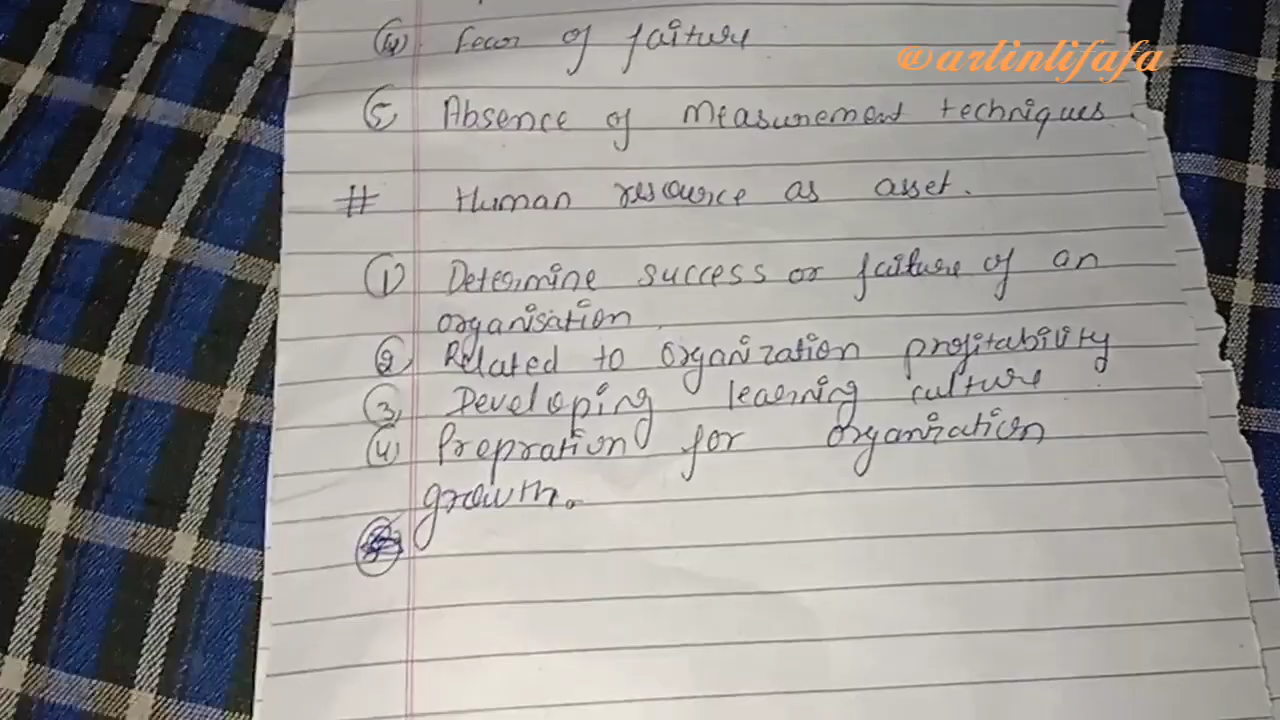 (4) Fear of failure
@artinlifafa
(5) Absence of measurement techniques.
# Human resource as asset.
(1) Determine success or failure of an
organisation
(2) Related to organization profitability
(3) Developing learning culture
(4) Prepration for organization
growth.